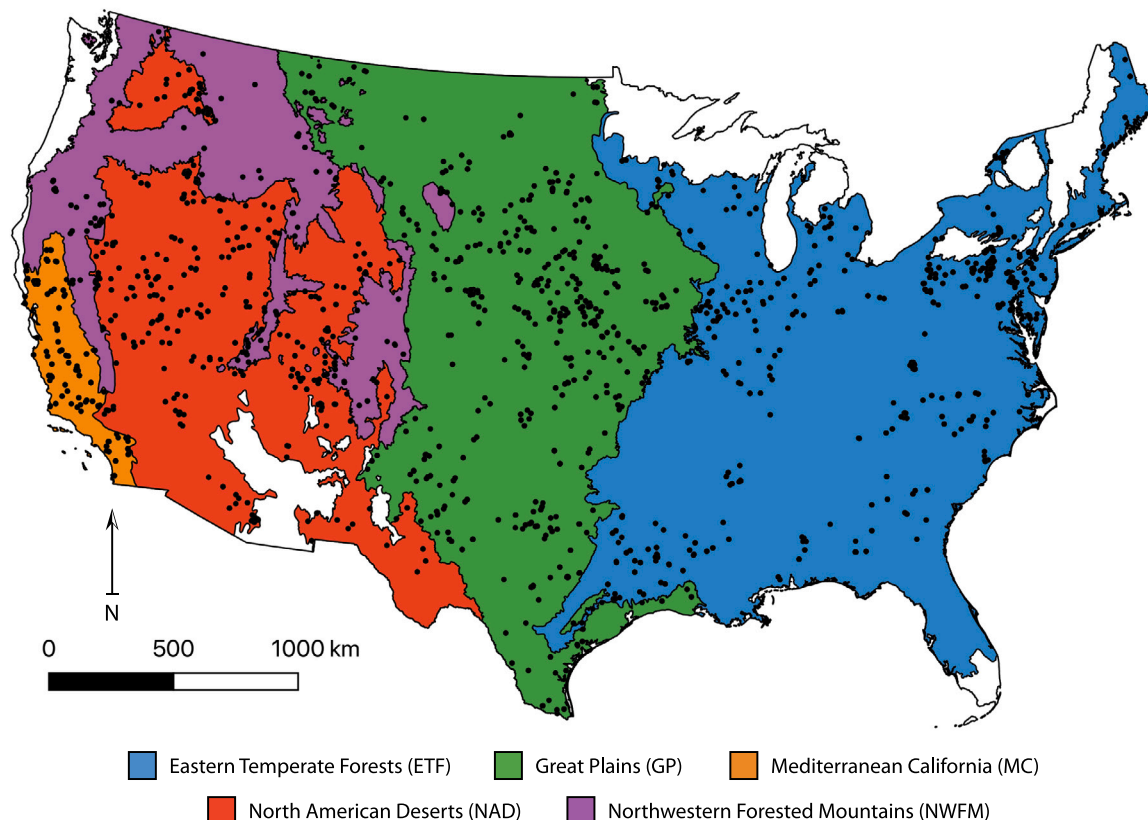 N
0 500 1000 km
Eastern Temperate Forests (ETF) Great Plains (GP) Mediterranean California (MC)
North American Deserts (NAD) Northwestern Forested Mountains (NWFM)